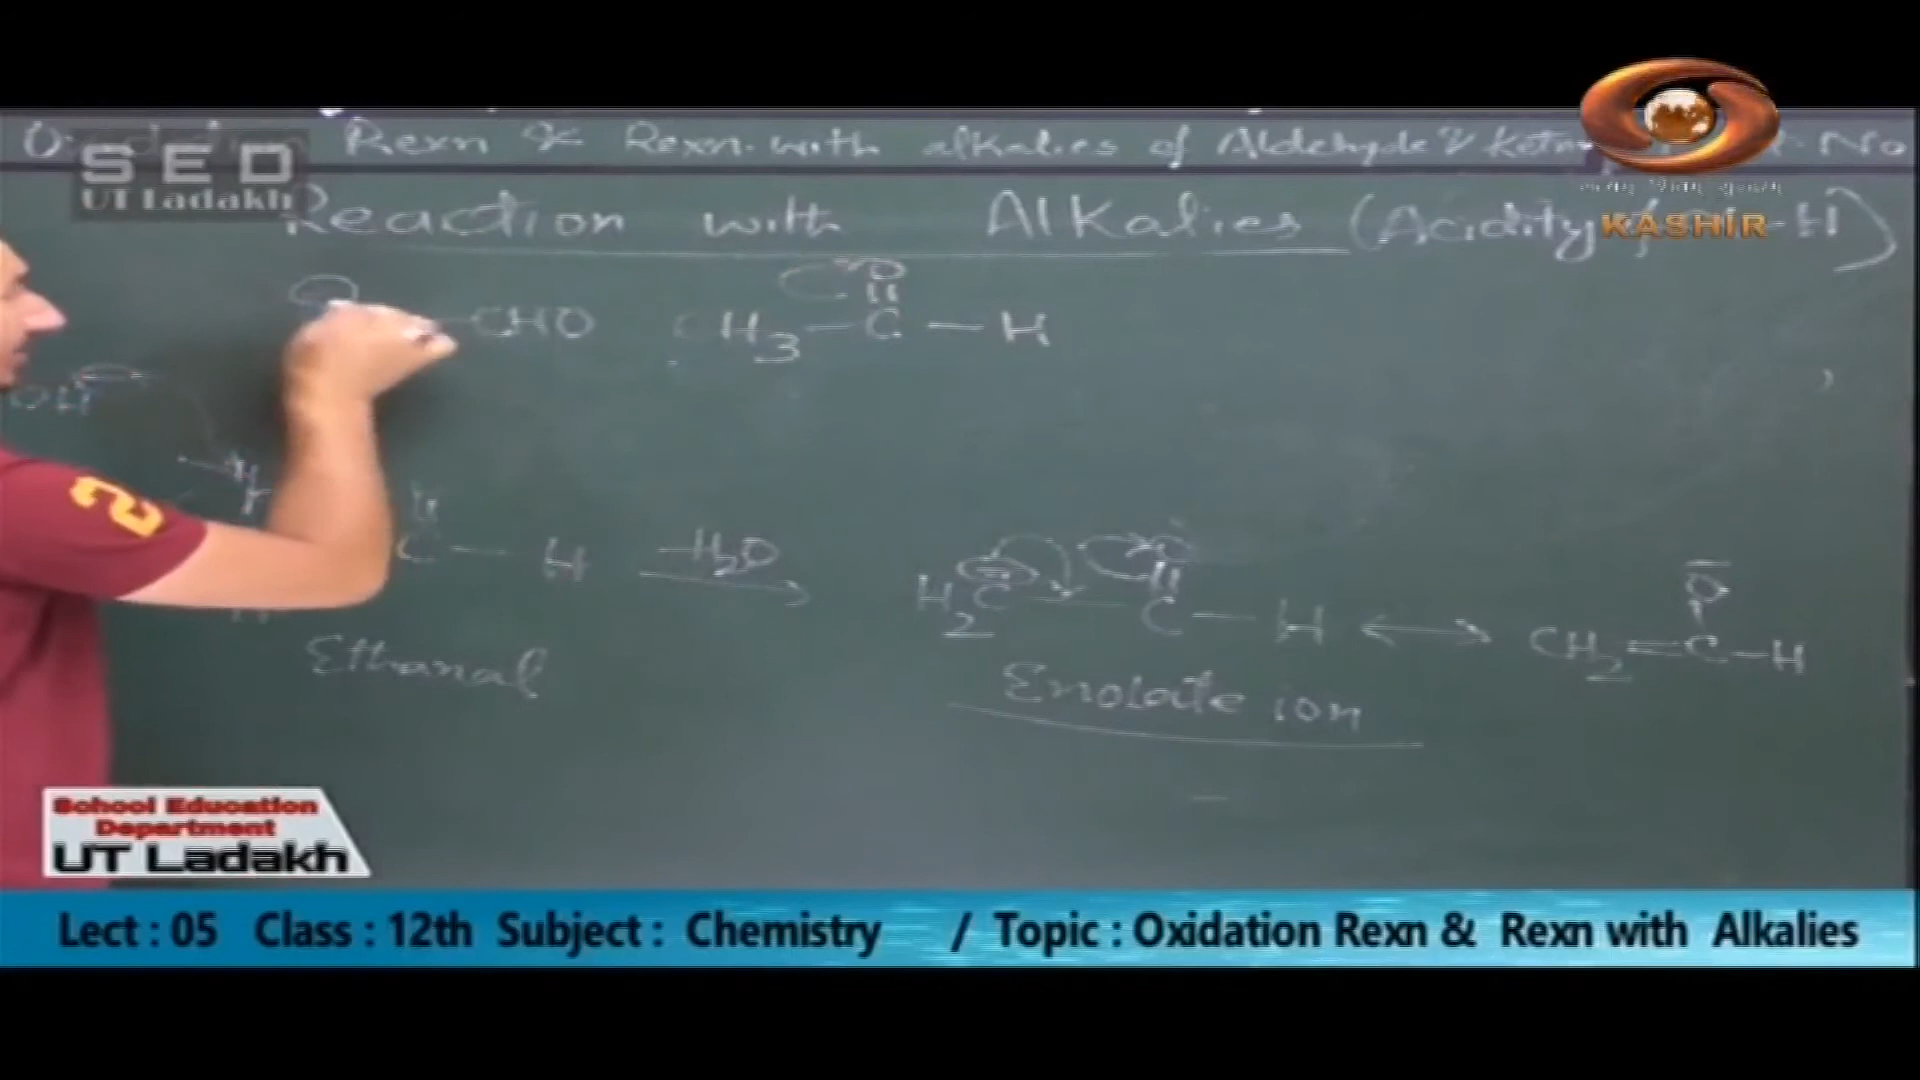 Rexn & Rexn. with alkalies of Aldehyde & No
SED
UT Ladakh
KASHIR
Reaction with Alkalies (Acidity -H)
CHO CH3 — C — H
O
OH
C — H -H2O H2C — C — H ↔ CH2 = C - H
O
Ethanal
Enolate ion
School Education
Department
UT Ladakh
Lect : 05 Class : 12th Subject : Chemistry / Topic : Oxidation Rexn & Rexn with Alkalies